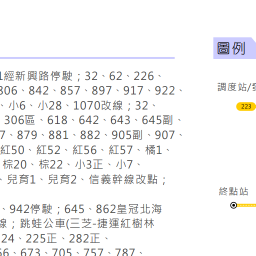 1經新興路停駛；32、62、226、
306、842、857、897、917、922、
、小6、小28、1070改線；32、
306區、618、642、643、645副、
7、879、881、882、905副、907、
紅50、紅52、紅56、紅57、橘1、
棕20、棕22、小3正、小7、
、兒育1、兒育2、信義幹線改點；
、942停駛；645、862皇冠北海
線；跳蛙公車(三芝-捷運紅樹林
224、225正、282正、
56、673、705、757、787、
圖例
調度站/
223
終點站